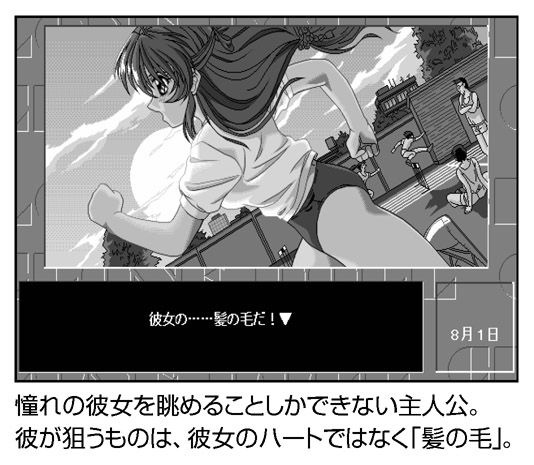 彼女の……髪の毛だ!▼
8月1日
憧れの彼女を眺めることしかできない主人公。
彼が狙うものは、彼女のハートではなく「髪の毛」。